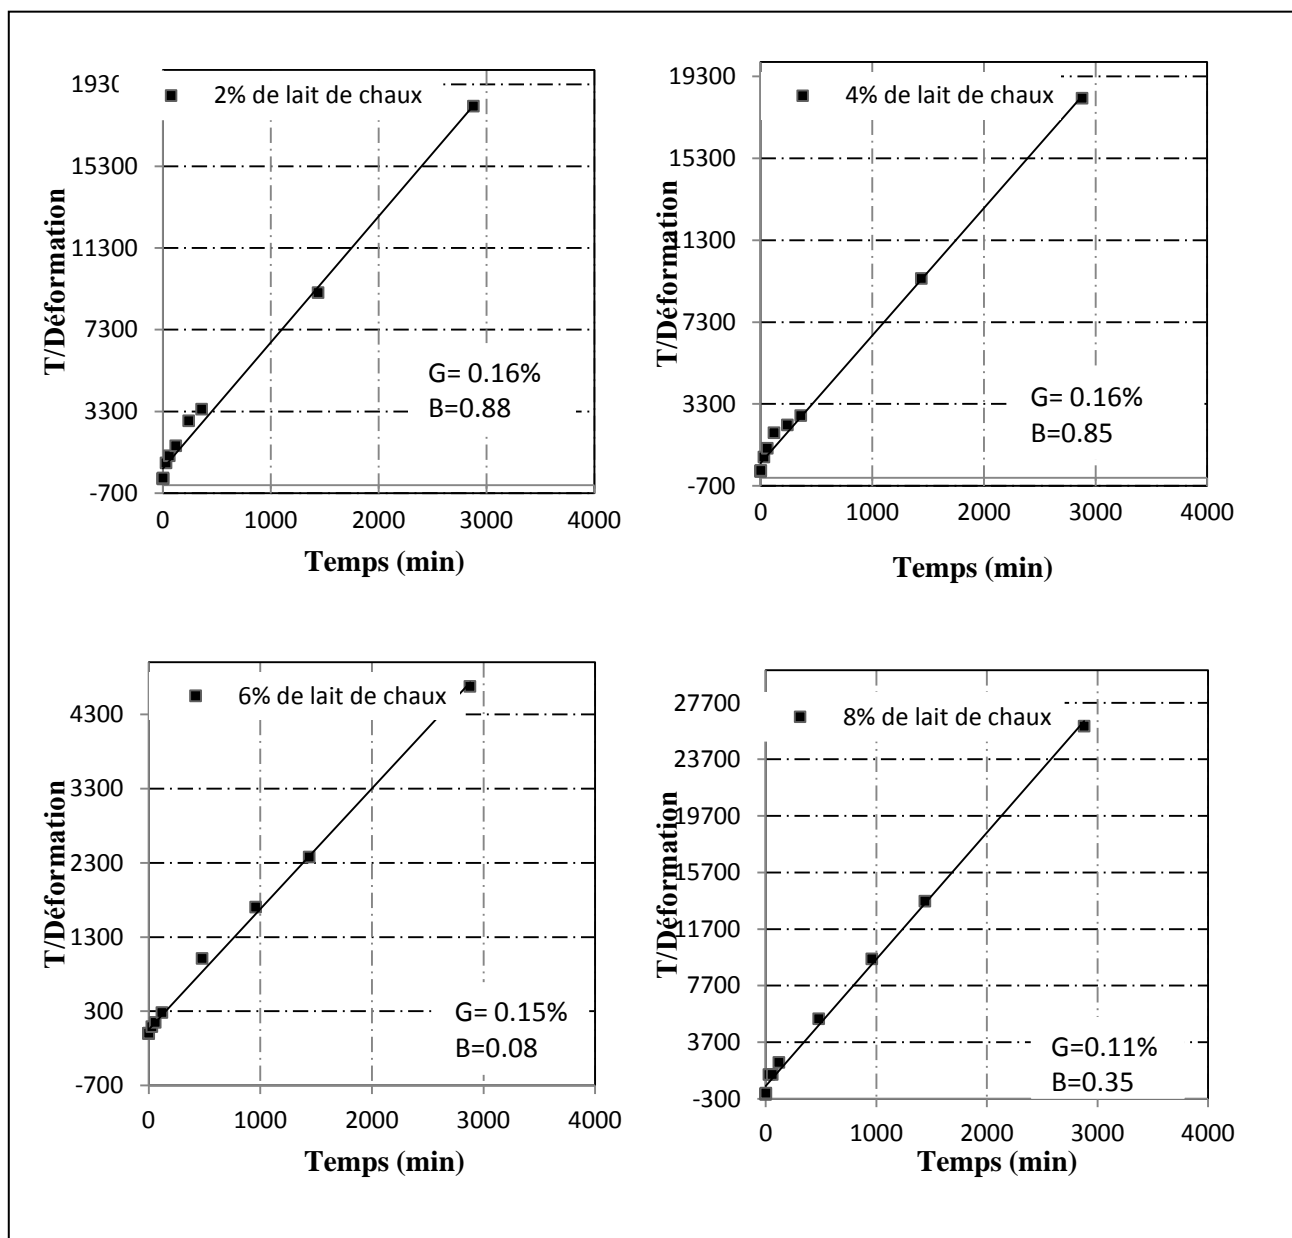 1930
2% de lait de chaux
15300
11300
7300
3300
-700
T/Déformation
G= 0.16%
B=0.88
0 1000 2000 3000 4000
Temps (min)
19300
4% de lait de chaux
15300
11300
7300
3300
-700
T/Déformation
G= 0.16%
B=0.85
0 1000 2000 3000 4000
Temps (min)
6% de lait de chaux
4300
3300
2300
1300
300
-700
T/Déformation
G= 0.15%
B=0.08
0 1000 2000 3000 4000
Temps (min)
27700
8% de lait de chaux
23700
19700
15700
11700
7700
3700
-300
T/Déformation
G=0.11%
B=0.35
0 1000 2000 3000 4000
Temps (min)